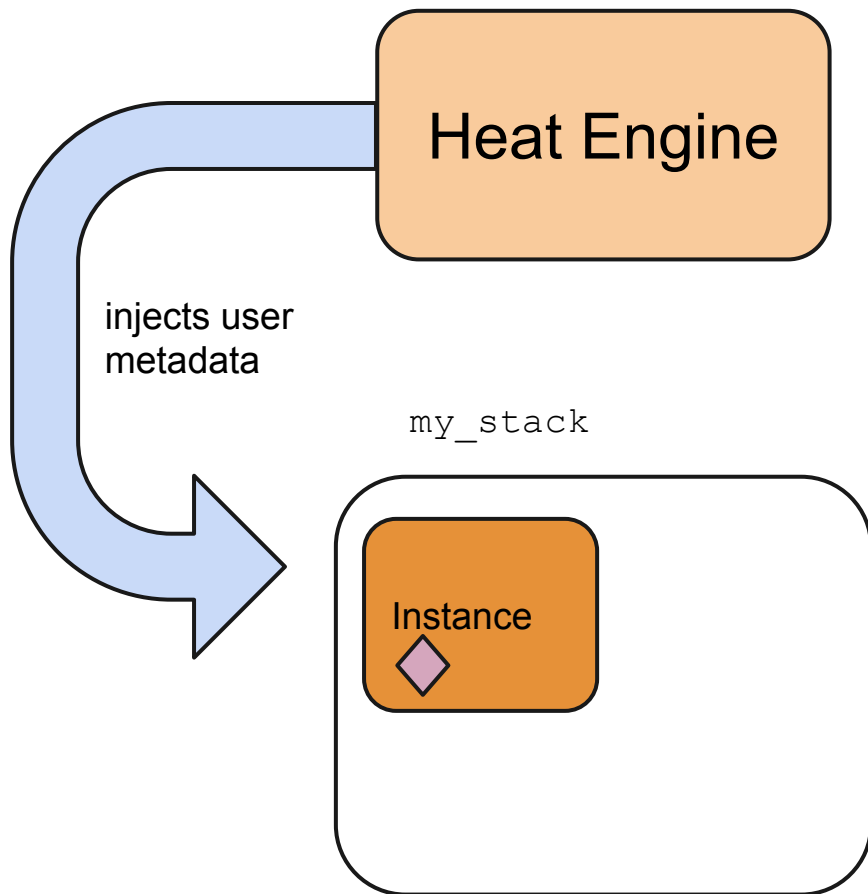 Heat Engine
injects user
metadata
my_stack
Instance